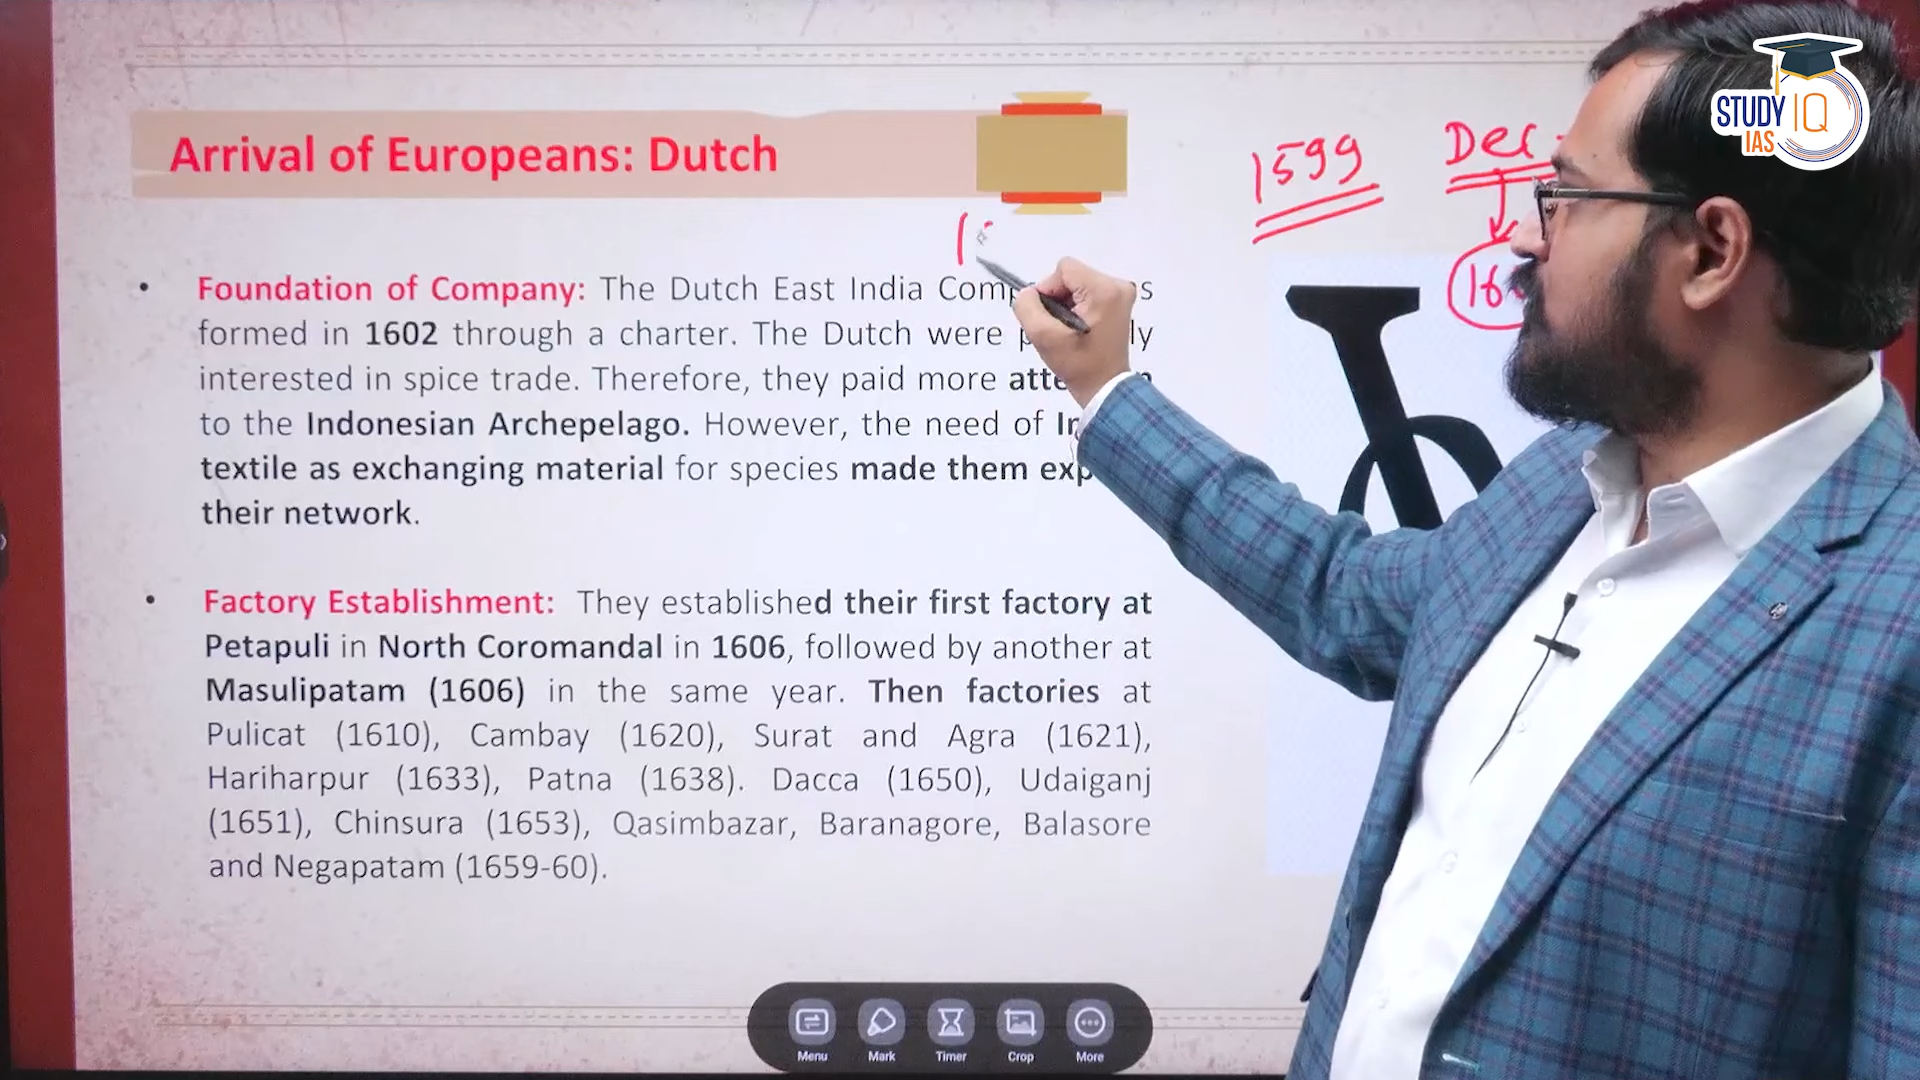 STUDY IQ
IAS
Arrival of Europeans: Dutch
1599
Dec
• Foundation of Company: The Dutch East India
formed in 1602 through a charter. The Dutch were
interested in spice trade. Therefore, they paid more
to the Indonesian Archepelago. However, the need of
textile as exchanging material for species made them
their network.
• Factory Establishment: They established their first factory at
Petapuli in North Coromandal in 1606, followed by another at
Masulipatam (1606) in the same year. Then factories at
Pulicat (1610), Cambay (1620), Surat and Agra (1621),
Hariharpur (1633), Patna (1638). Dacca (1650), Udaiganj
(1651), Chinsura (1653), Qasimbazar, Baranagore, Balasore
and Negapatam (1659-60).
Menu
Mark
Timer
Crop
More